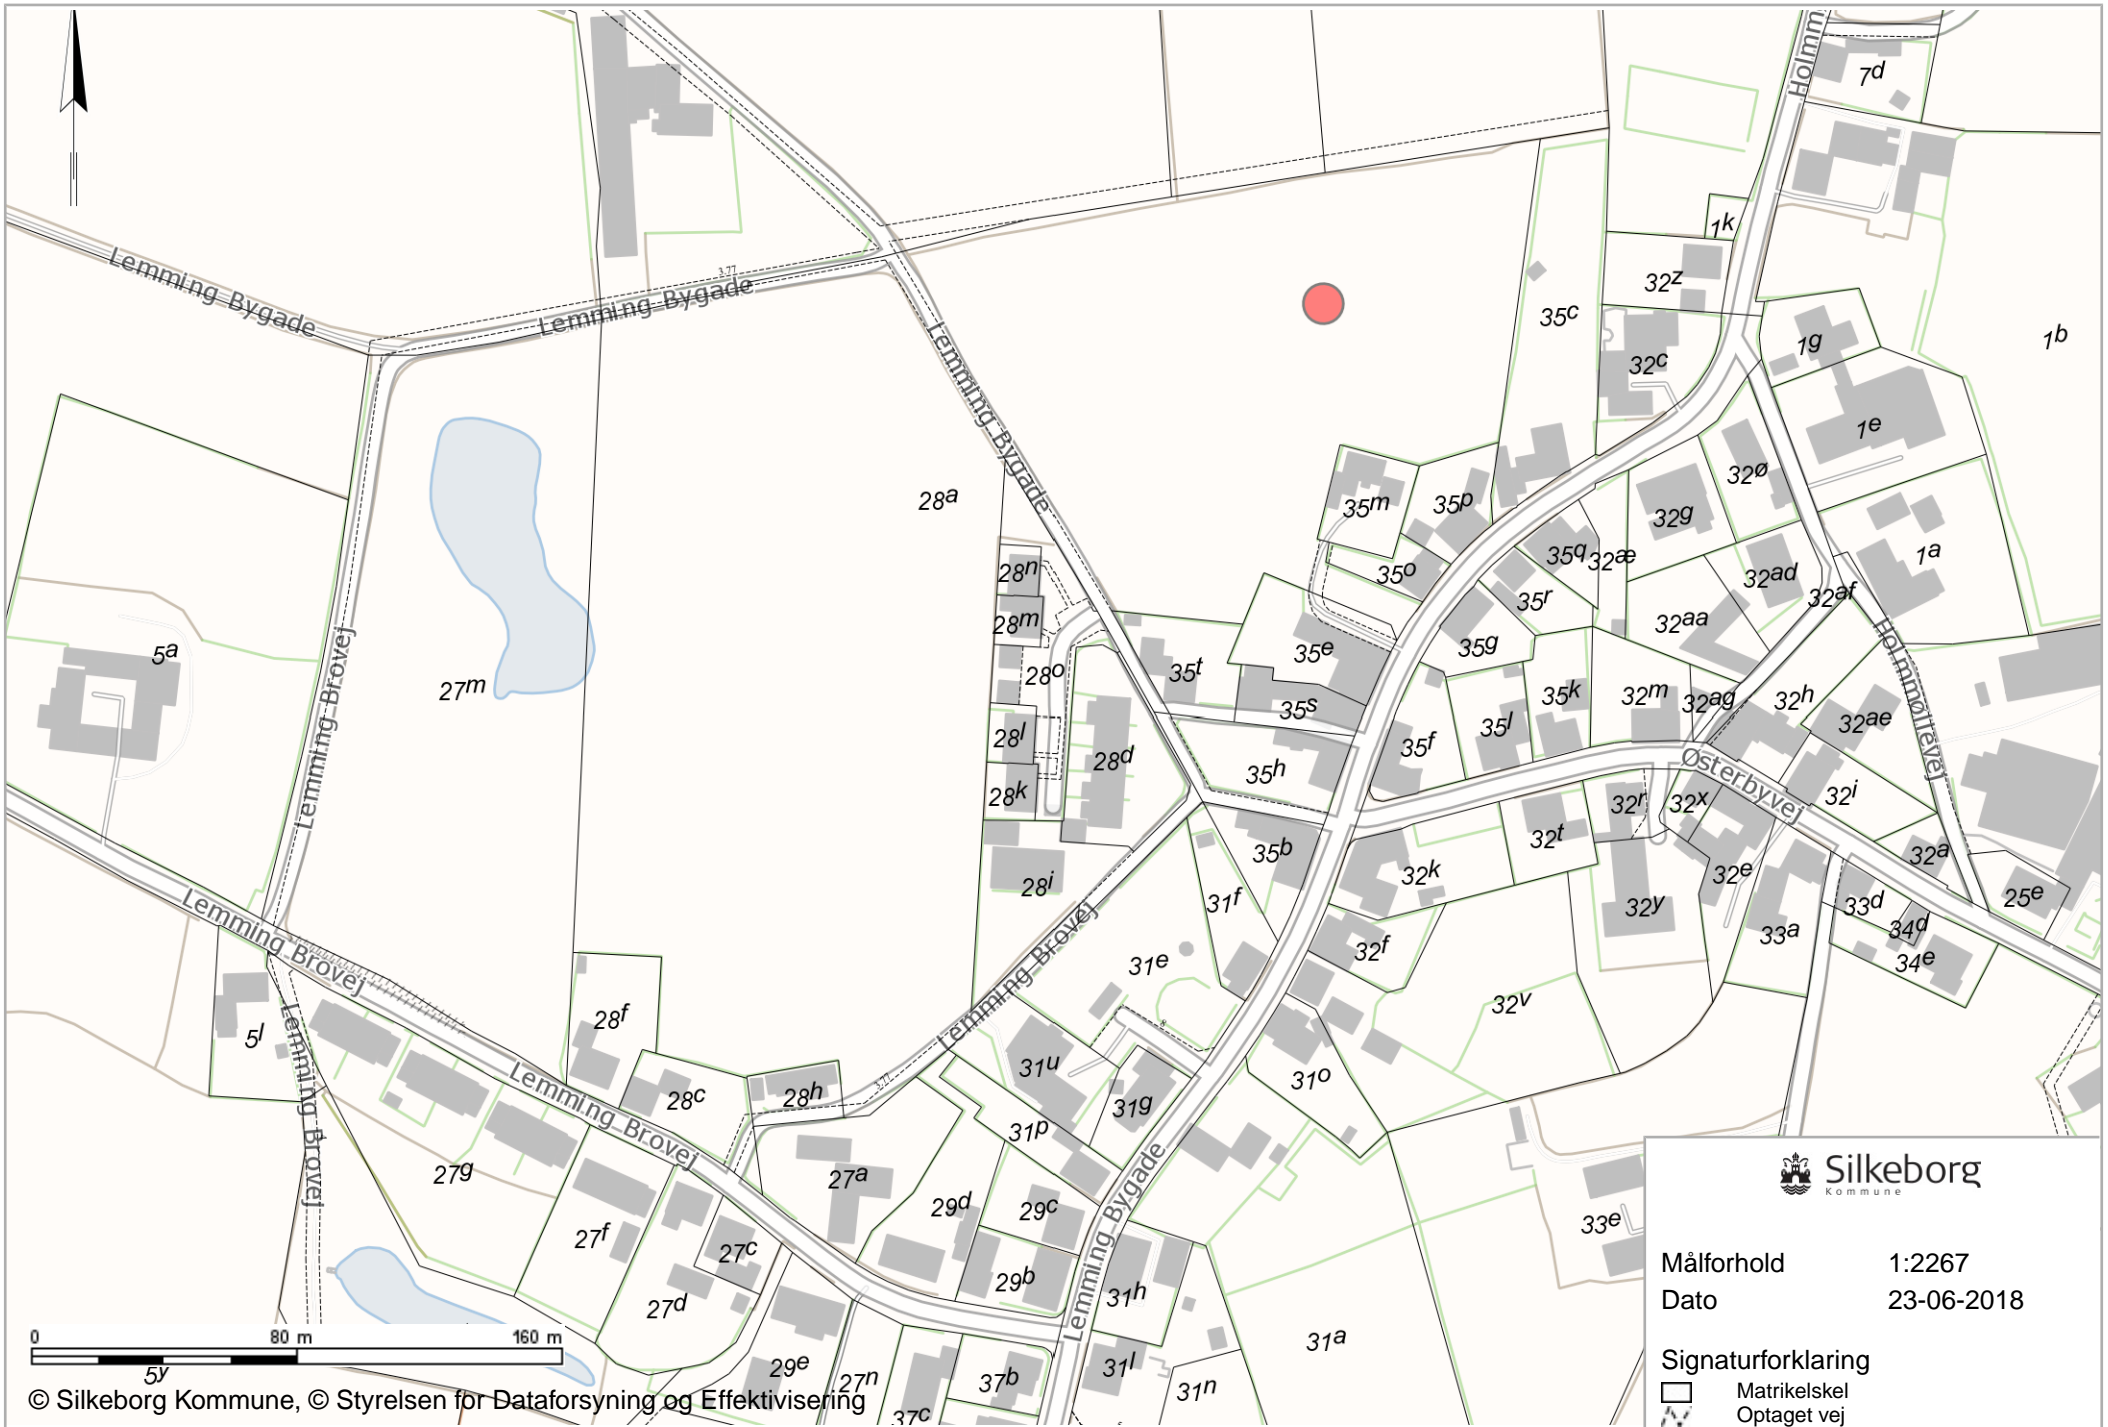 Holmm
7d
1k
Lemming Bygade
3.77
Lemming Bygade
32z
35c
1b
1g
Lemming Bygade
32c
1e
28a
32ø
35m
35p
32g
35q
32æ
1a
28n
35o
32ad
35r
32af
28m
32aa
Holmmøllevej
5a
35e
35g
35t
28o
27m
35k
32m
32ag
32h
35s
32ae
35l
28l
35f
28d
Lemming Brovej
35h
Østerbyvej
28k
32r
32x
32i
32t
35b
32a
32k
32e
28i
25e
31f
32y
33d
Lemming Brovej
34d
33a
32f
34e
31e
Lemming Brovej
32v
28f
5l
Lemming Brovej
31u
3.77
31o
Lemming Brovej
28c
28h
31g
31p
27g
27a
Lemming Bygade
29d
29c
33e
27f
27c
29b
31h
27d
31a
29e
27n
37b
31l
31n
37c
5y
0 80 m 160 m
© Silkeborg Kommune, © Styrelsen for Dataforsyning og Effektivisering
Silkeborg
Kommune
Målforhold 1:2267
Dato 23-06-2018
Signaturforklaring
Matrikelskel
Optaget vej